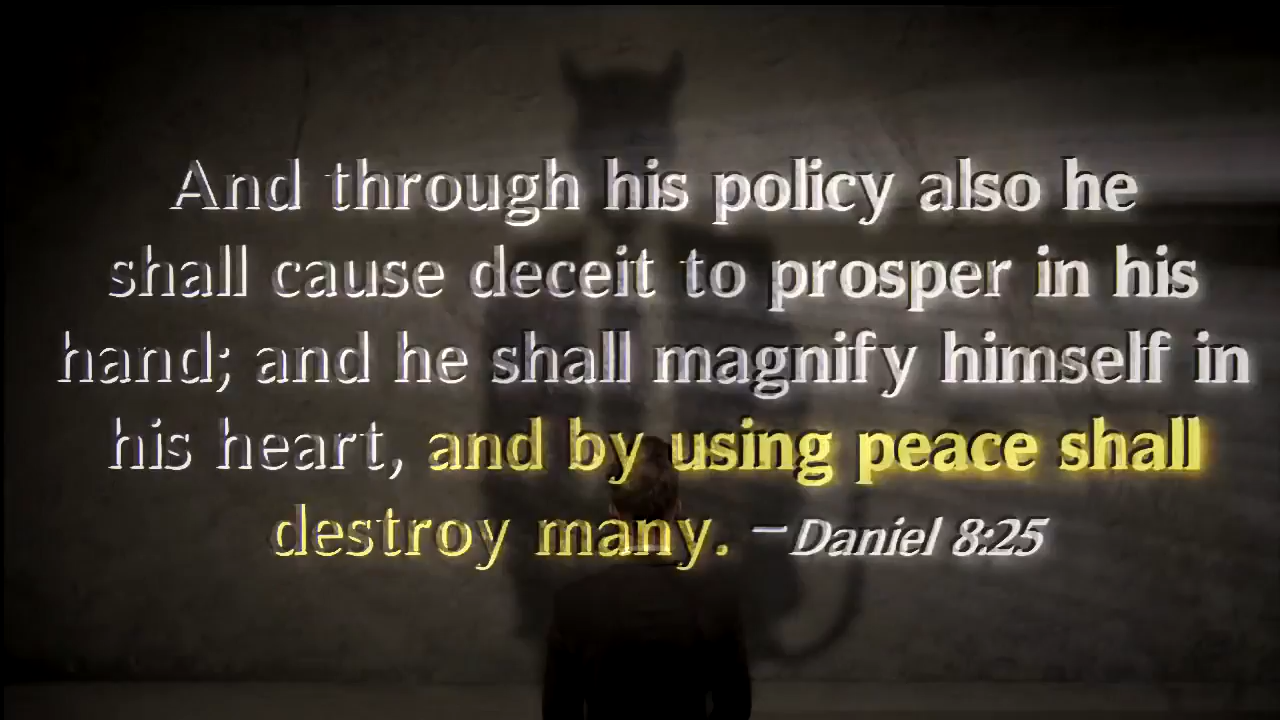 And through his policy also he
shall cause deceit to prosper in his
hand; and he shall magnify himself in
his heart, and by using peace shall
destroy many. –Daniel 8:25